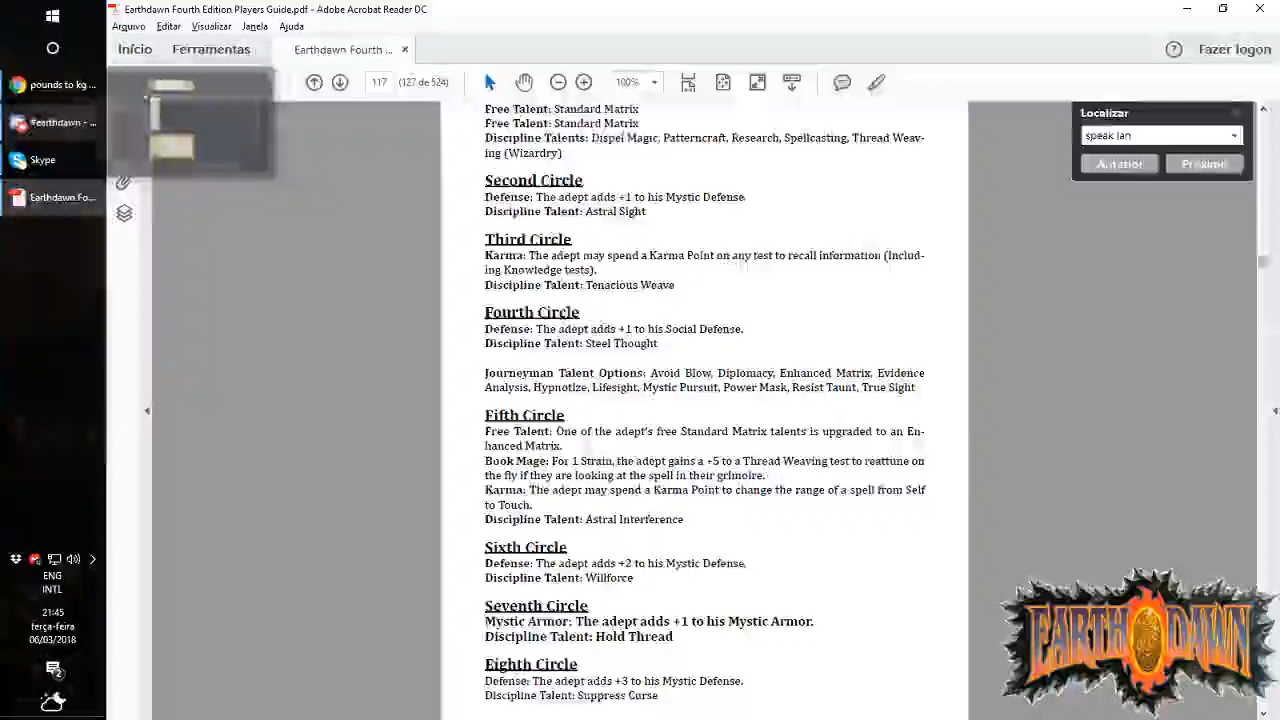 Earthdawn Fourth Edition Players Guide.pdf - Adobe Acrobat Reader DC
Arquivo Editar Visualizar Janela Ajuda
Início Ferramentas Earthdawn Fourth ... × Fazer logon
117 (127 de 524) 100%
pounds to kg ...
#earthdawn - ...
Skype
Earthdawn Fo...
Localizar
speak lan
Anterior Próximo
Free Talent: Standard Matrix
Free Talent: Standard Matrix
Discipline Talents: Dispel Magic, Patterncraft, Research, Spellcasting, Thread Weav-
ing (Wizardry)
Second Circle
Defense: The adept adds +1 to his Mystic Defense.
Discipline Talent: Astral Sight
Third Circle
Karma: The adept may spend a Karma Point on any test to recall information (includ-
ing Knowledge tests).
Discipline Talent: Tenacious Weave
Fourth Circle
Defense: The adept adds +1 to his Social Defense.
Discipline Talent: Steel Thought
Journeyman Talent Options: Avoid Blow, Diplomacy, Enhanced Matrix, Evidence
Analysis, Hypnotize, Lifesight, Mystic Pursuit, Power Mask, Resist Taunt, True Sight
Fifth Circle
Free Talent: One of the adept's free Standard Matrix talents is upgraded to an En-
hanced Matrix.
Book Mage: For 1 Strain, the adept gains a +5 to a Thread Weaving test to reattune on
the fly if they are looking at the spell in their grimoire.
Karma: The adept may spend a Karma Point to change the range of a spell from Self
to Touch.
Discipline Talent: Astral Interference
Sixth Circle
Defense: The adept adds +2 to his Mystic Defense.
Discipline Talent: Willforce
Seventh Circle
Mystic Armor: The adept adds +1 to his Mystic Armor.
Discipline Talent: Hold Thread
Eighth Circle
Defense: The adept adds +3 to his Mystic Defense.
Discipline Talent: Suppress Curse
ENG
INTL
21:45
terça-feira
06/03/2018
2
EARTHDAWN